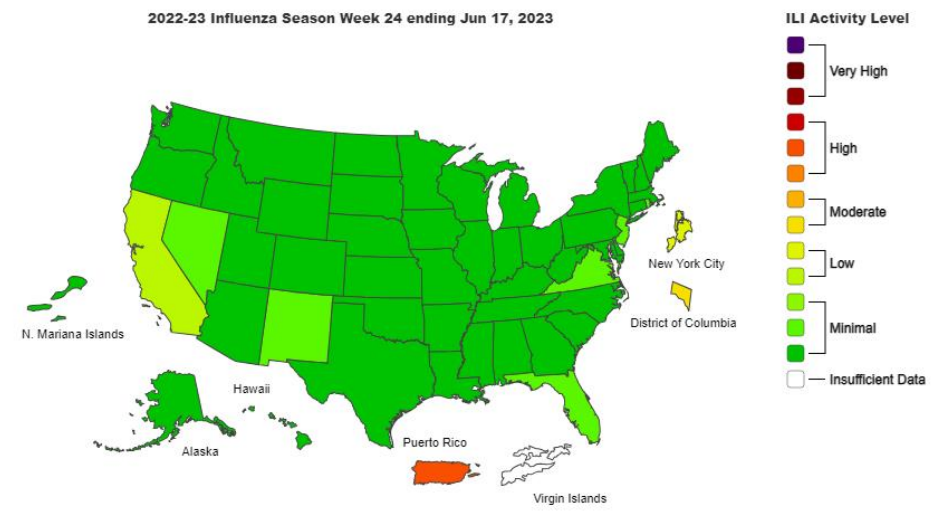 2022-23 Influenza Season Week 24 ending Jun 17, 2023
ILI Activity Level
Very High
High
Moderate
Low
Minimal
Insufficient Data
New York City
District of Columbia
N. Mariana Islands
Hawaii
Alaska
Puerto Rico
Virgin Islands